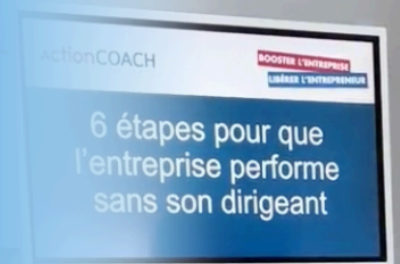 actionCOACH
BOOSTER L'ENTREPRISE
LIBÉRER L'ENTREPRENEUR
6 étapes pour que
l'entreprise performe
sans son dirigeant